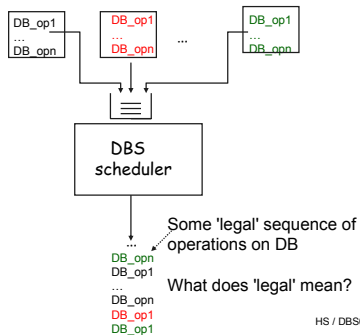 DB_op1
…
DB_opn
DB_op1
…
DB_opn
...
DB_op1
…
DB_opn
DBS
scheduler
Some 'legal' sequence of
operations on DB
…
DB_opn
DB_op1
…
DB_opn
DB_op1
DB_op1
What does 'legal' mean?
HS / DBS